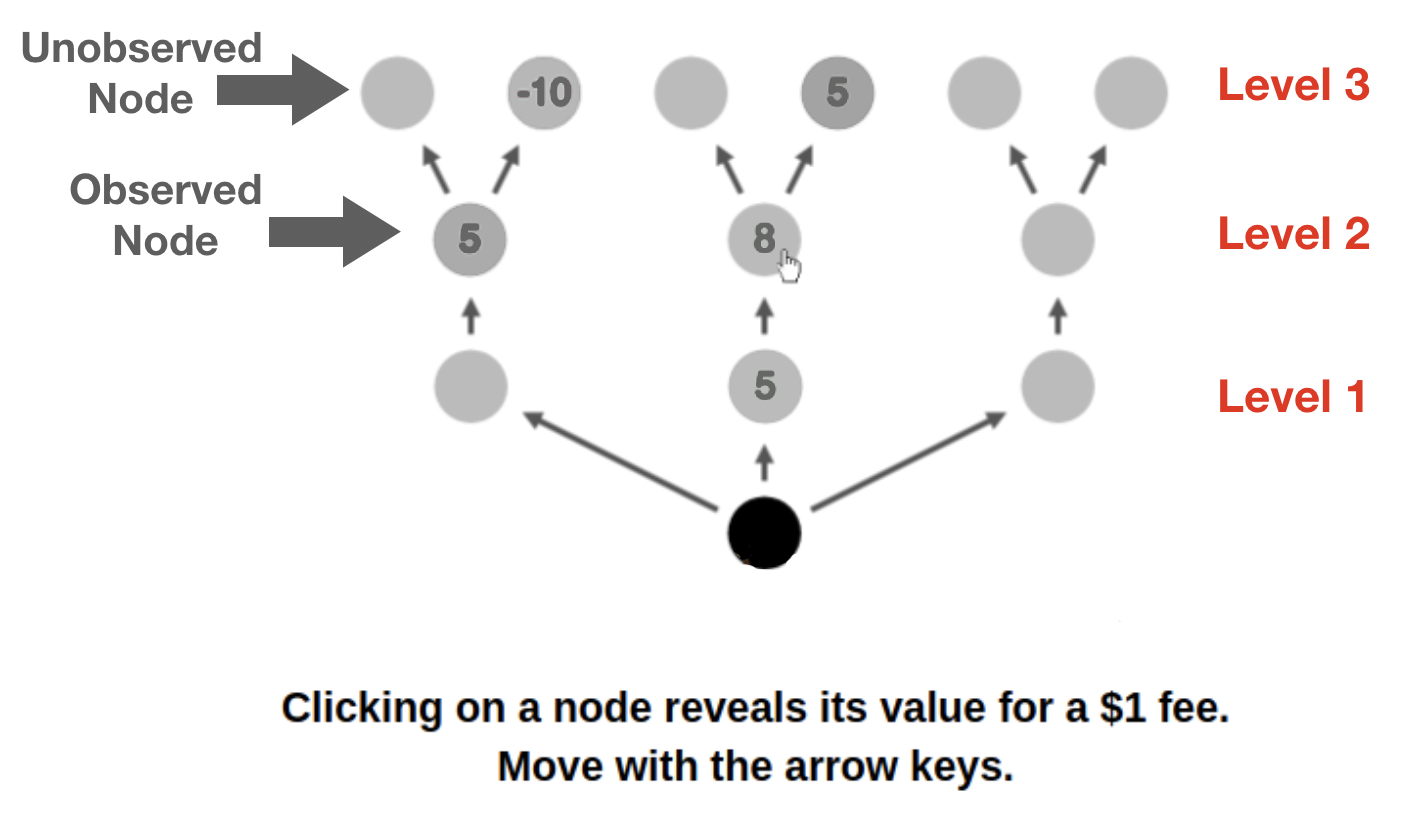 Unobserved
Node
-10
5
Level 3
Observed
Node
5
8
Level 2
5
Level 1
Clicking on a node reveals its value for a $1 fee.
Move with the arrow keys.